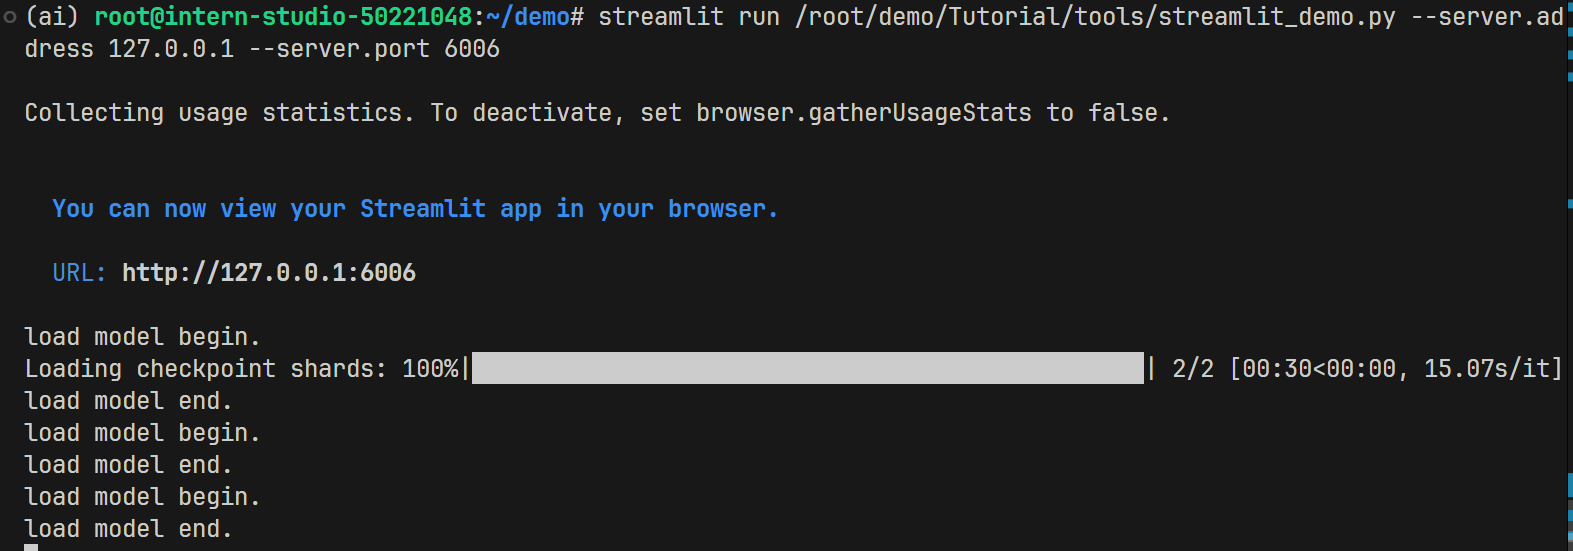 (ai) root@intern-studio-50221048:~/demo# streamlit run /root/demo/Tutorial/tools/streamlit_demo.py --server.ad
dress 127.0.0.1 --server.port 6006
Collecting usage statistics. To deactivate, set browser.gatherUsageStats to false.
You can now view your Streamlit app in your browser.
URL: http://127.0.0.1:6006
load model begin.
Loading checkpoint shards: 100%|█████████████████████████████████████████████| 2/2 [00:30<00:00, 15.07s/it]
load model end.
load model begin.
load model end.
load model begin.
load model end.